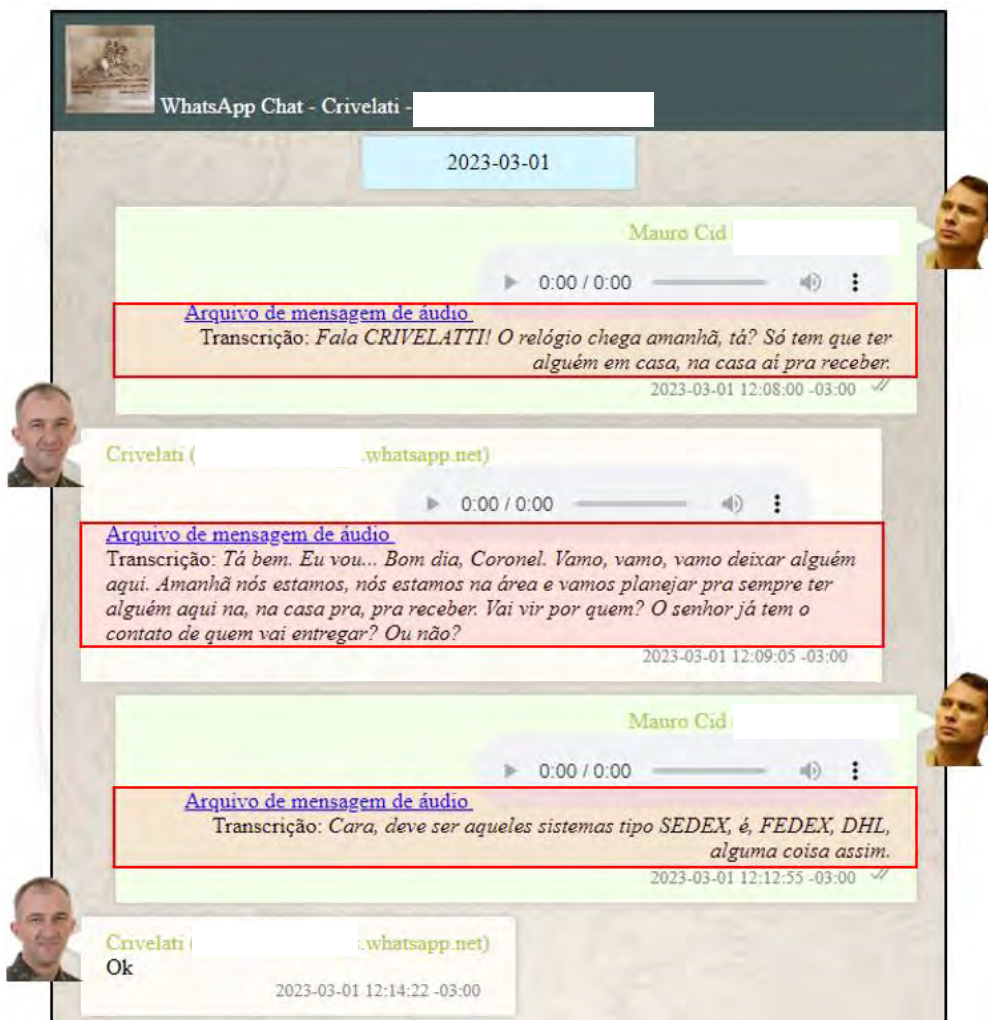 WhatsApp Chat - Crivelati -
2023-03-01
Mauro Cid
0:00 / 0:00
Arquivo de mensagem de áudio
Transcrição: Fala CRIVELATTI! O relógio chega amanhã, tá? Só tem que ter
alguém em casa, na casa aí pra receber.
2023-03-01 12:08:00 -03:00
Crivelati ( .whatsapp.net)
0:00 / 0:00
Arquivo de mensagem de áudio
Transcrição: Tá bem. Eu vou... Bom dia, Coronel. Vamo, vamo, vamo deixar alguém
aqui. Amanhã nós estamos, nós estamos na área e vamos planejar pra sempre ter
alguém aqui na, na casa pra, pra receber. Vai vir por quem? O senhor já tem o
contato de quem vai entregar? Ou não?
2023-03-01 12:09:05 -03:00
Mauro Cid
0:00 / 0:00
Arquivo de mensagem de áudio
Transcrição: Cara, deve ser aqueles sistemas tipo SEDEX, é, FEDEX, DHL,
alguma coisa assim.
2023-03-01 12:12:55 -03:00
Crivelati ( .whatsapp.net)
Ok
2023-03-01 12:14:22 -03:00